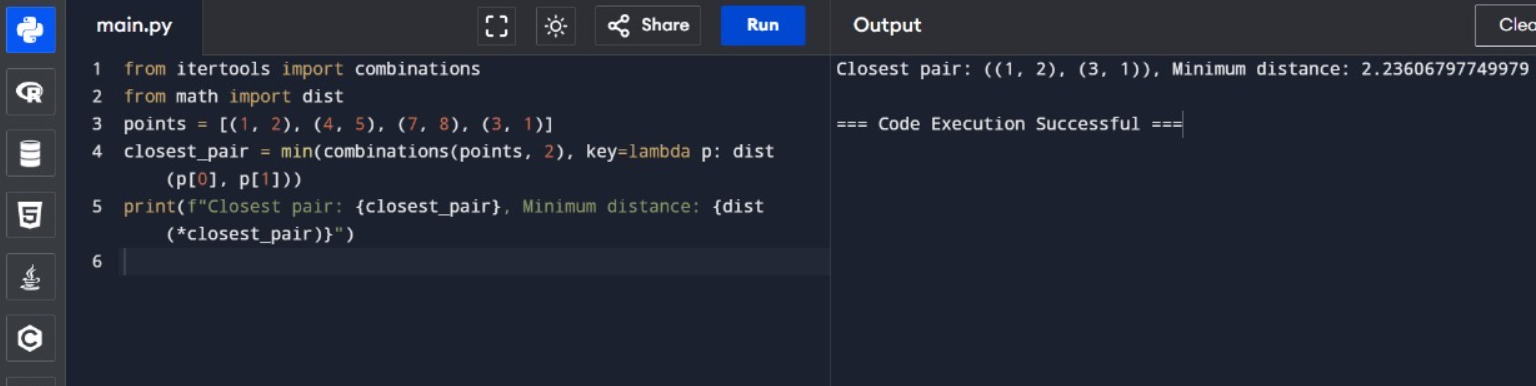 main.py
Share
Run
Output
1 from itertools import combinations
2 from math import dist
3 points = [(1, 2), (4, 5), (7, 8), (3, 1)]
4 closest_pair = min(combinations(points, 2), key=lambda p: dist
(p[0], p[1]))
5 print(f"Closest pair: {closest_pair}, Minimum distance: {dist
(*closest_pair)}")
6
Closest pair: ((1, 2), (3, 1)), Minimum distance: 2.23606797749979
=== Code Execution Successful ===